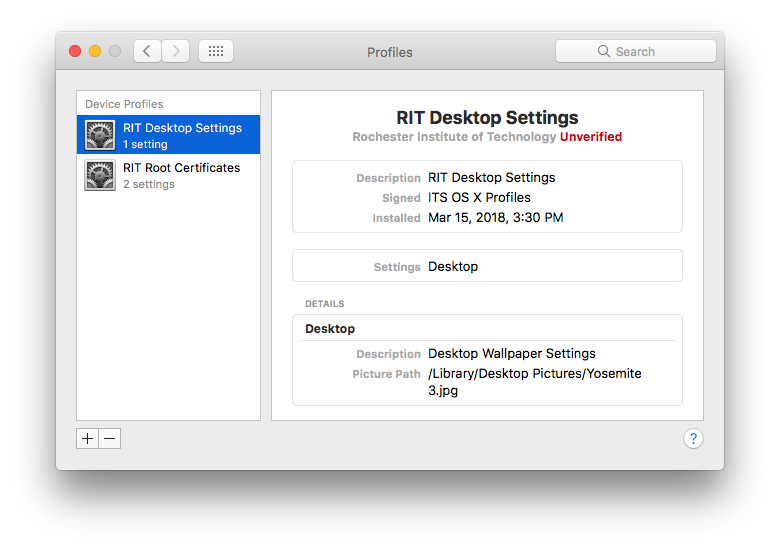 Profiles
Search
Device Profiles
RIT Desktop Settings
1 setting
RIT Root Certificates
2 settings
RIT Desktop Settings
Rochester Institute of Technology Unverified
Description RIT Desktop Settings
Signed ITS OS X Profiles
Installed Mar 15, 2018, 3:30 PM
Settings Desktop
DETAILS
Desktop
Description Desktop Wallpaper Settings
Picture Path /Library/Desktop Pictures/Yosemite
3.jpg
+ −
?